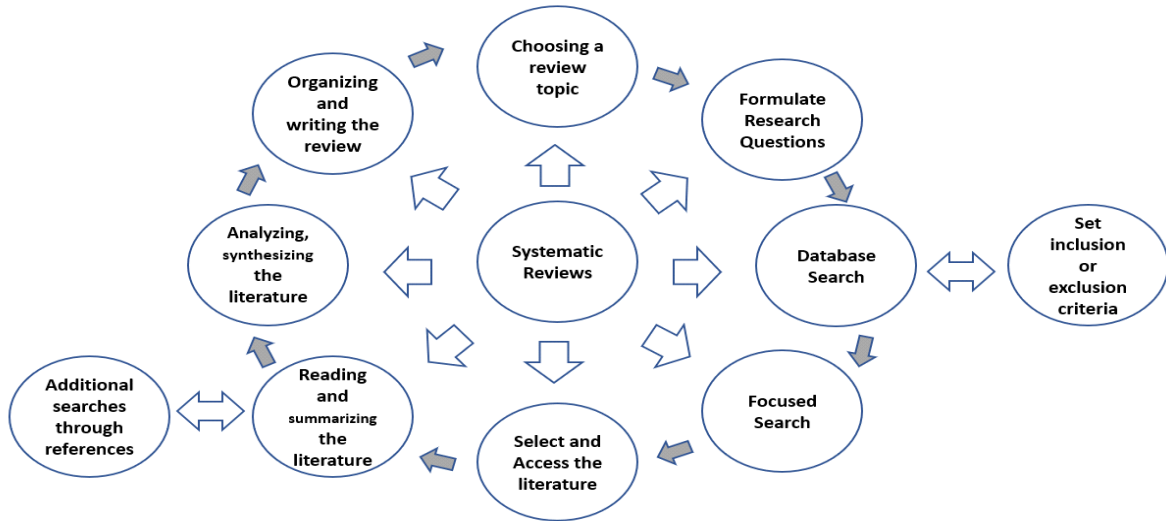 Choosing a
review
topic
Formulate
Research
Questions
Database
Search
Set
inclusion
or
exclusion
criteria
Focused
Search
Select and
Access the
literature
Reading
and
summarizing
the
literature
Additional
searches
through
references
Analyzing,
synthesizing
the
literature
Organizing
and
writing the
review
Systematic
Reviews